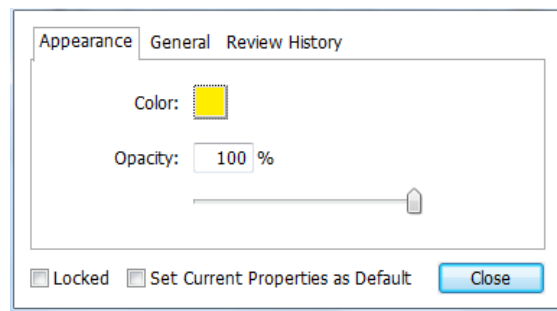 Appearance General Review History
Color:
Opacity: 100 %
Locked Set Current Properties as Default Close